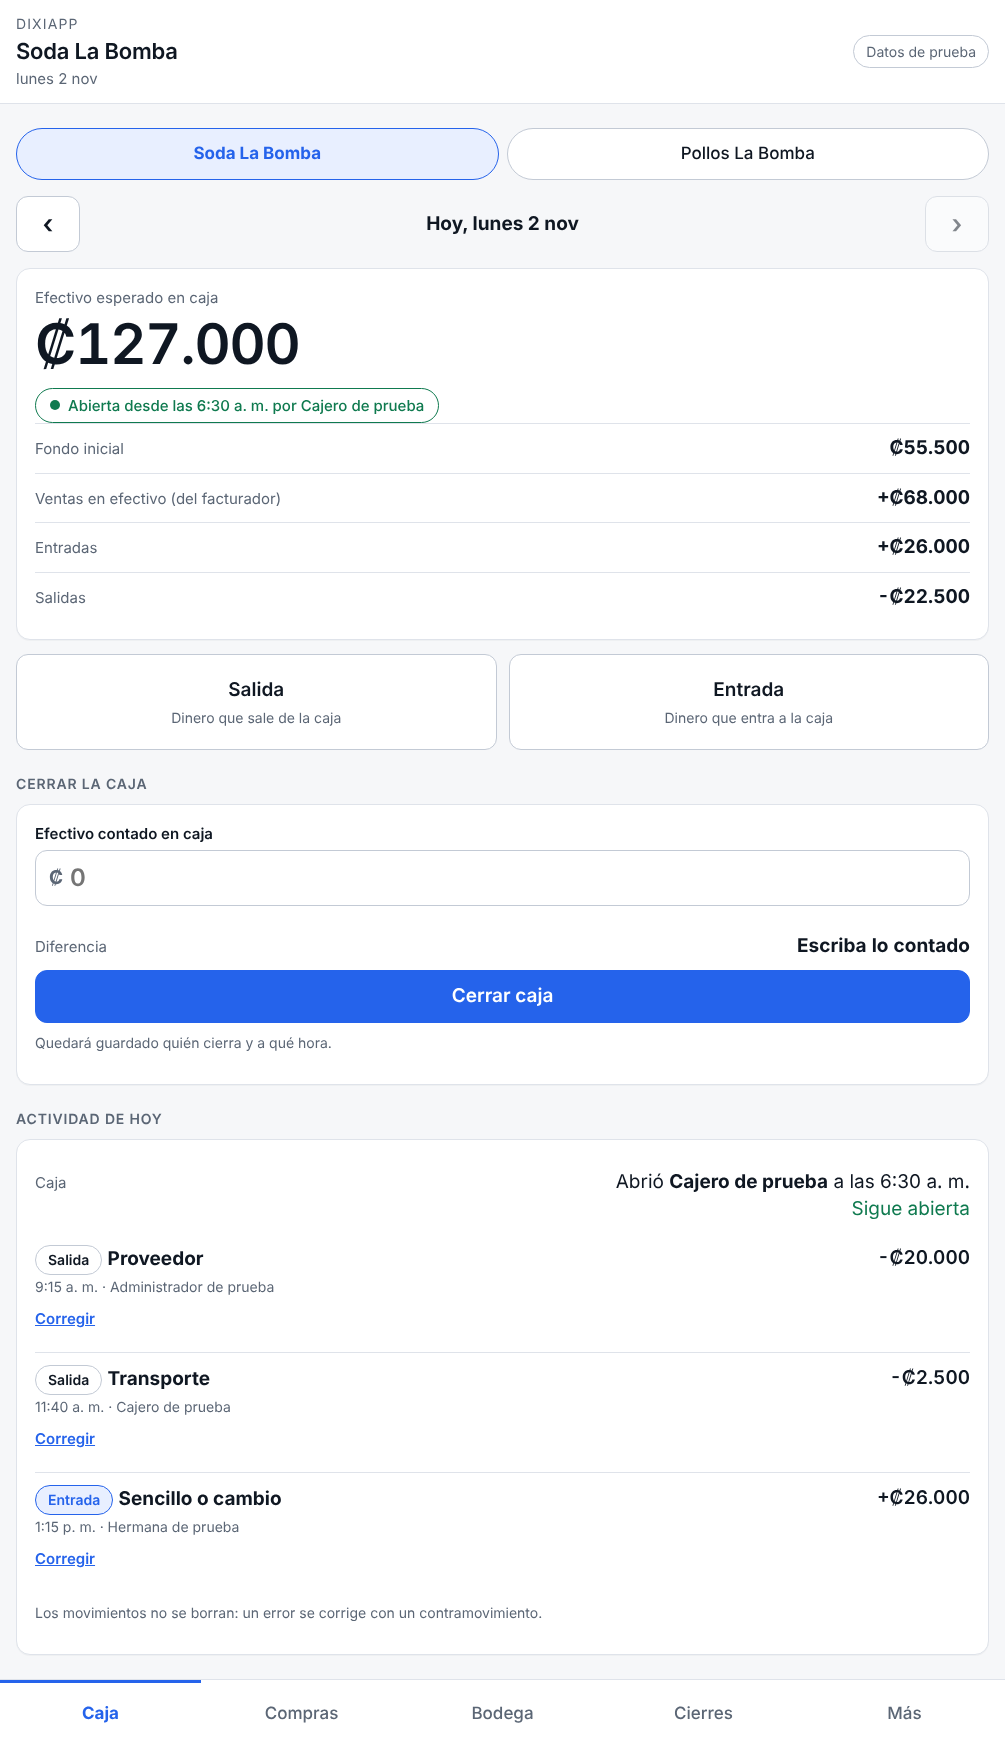 DIXIAPP
Soda La Bomba
lunes 2 nov
Datos de prueba
Soda La Bomba
Pollos La Bomba
‹
Hoy, lunes 2 nov
›
Efectivo esperado en caja
₡127.000
Abierta desde las 6:30 a. m. por Cajero de prueba
Fondo inicial
₡55.500
Ventas en efectivo (del facturador)
+₡68.000
Entradas
+₡26.000
Salidas
-₡22.500
Salida
Dinero que sale de la caja
Entrada
Dinero que entra a la caja
CERRAR LA CAJA
Efectivo contado en caja
₡ 0
Diferencia
Escriba lo contado
Cerrar caja
Quedará guardado quién cierra y a qué hora.
ACTIVIDAD DE HOY
Caja
Abrió Cajero de prueba a las 6:30 a. m.
Sigue abierta
Salida Proveedor
-₡20.000
9:15 a. m. · Administrador de prueba
Corregir
Salida Transporte
-₡2.500
11:40 a. m. · Cajero de prueba
Corregir
Entrada Sencillo o cambio
+₡26.000
1:15 p. m. · Hermana de prueba
Corregir
Los movimientos no se borran: un error se corrige con un contramovimiento.
Caja
Compras
Bodega
Cierres
Más